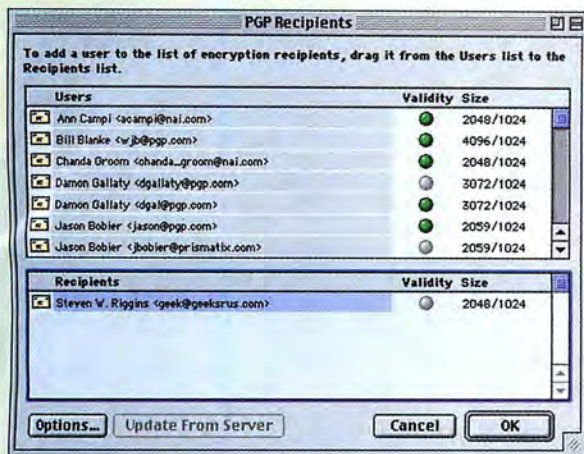 PGP Recipients
To add a user to the list of encryption recipients, drag it from the Users list to the
Recipients list.
Users Validity Size
Ann Campi <acampi@nai.com> 2048/1024
Bill Blanke <wjb@pgp.com> 4096/1024
Chanda Groom <chanda_groom@nai.com> 2048/1024
Damon Gallaty <dgallaty@pgp.com> 3072/1024
Damon Gallaty <dgal@pgp.com> 3072/1024
Jason Bobier <jason@pgp.com> 2059/1024
Jason Bobier <jbobier@prismatix.com> 2059/1024
Recipients Validity Size
Steven W. Riggins <geek@geeksrus.com> 2048/1024
Options... Update From Server Cancel OK